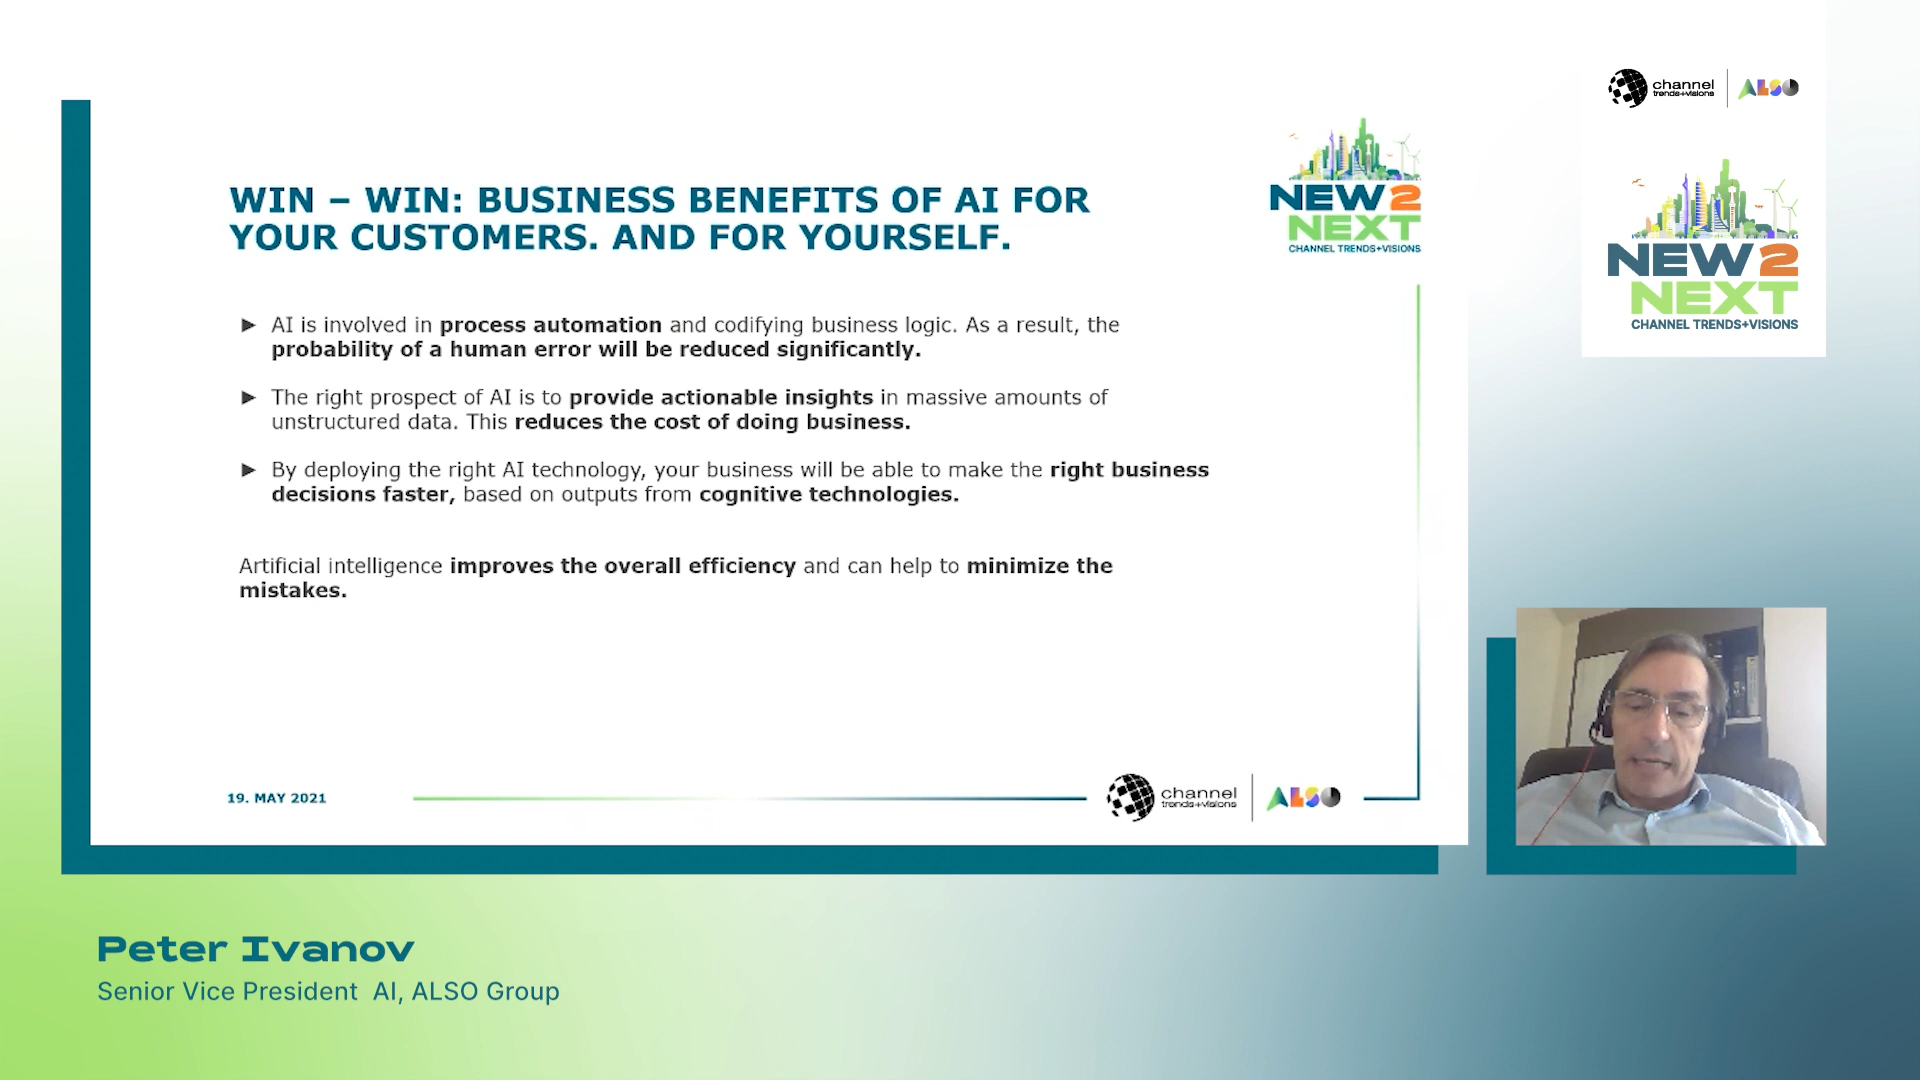 channel
trends+visions
ALSO
NEW 2
NEXT
CHANNEL TRENDS+VISIONS
WIN – WIN: BUSINESS BENEFITS OF AI FOR
YOUR CUSTOMERS. AND FOR YOURSELF.
NEW 2
NEXT
CHANNEL TRENDS+VISIONS
► AI is involved in process automation and codifying business logic. As a result, the
probability of a human error will be reduced significantly.
► The right prospect of AI is to provide actionable insights in massive amounts of
unstructured data. This reduces the cost of doing business.
► By deploying the right AI technology, your business will be able to make the right business
decisions faster, based on outputs from cognitive technologies.
Artificial intelligence improves the overall efficiency and can help to minimize the
mistakes.
19. MAY 2021
channel
trends+visions
ALSO
Peter Ivanov
Senior Vice President AI, ALSO Group